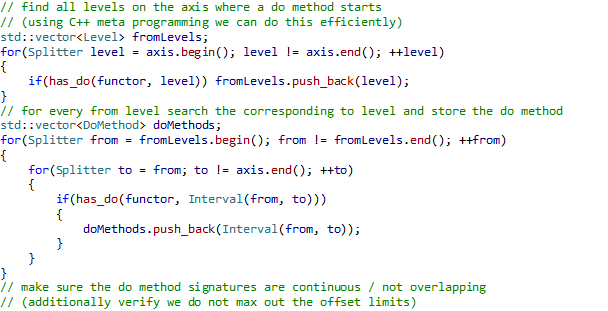 // find all levels on the axis where a do method starts
// (using C++ meta programming we can do this efficiently)
std::vector<Level> fromLevels;
for(Splitter level = axis.begin(); level != axis.end(); ++level)
{
    if(has_do(functor, level)) fromLevels.push_back(level);
}
// for every from level search the corresponding to level and store the do method
std::vector<DoMethod> doMethods;
for(Splitter from = fromLevels.begin(); from != fromLevels.end(); ++from)
{
    for(Splitter to = from; to != axis.end(); ++to)
    {
        if(has_do(functor, Interval(from, to)))
        {
            doMethods.push_back(Interval(from, to));
        }
    }
}
// make sure the do method signatures are continuous / not overlapping
// (additionally verify we do not max out the offset limits)